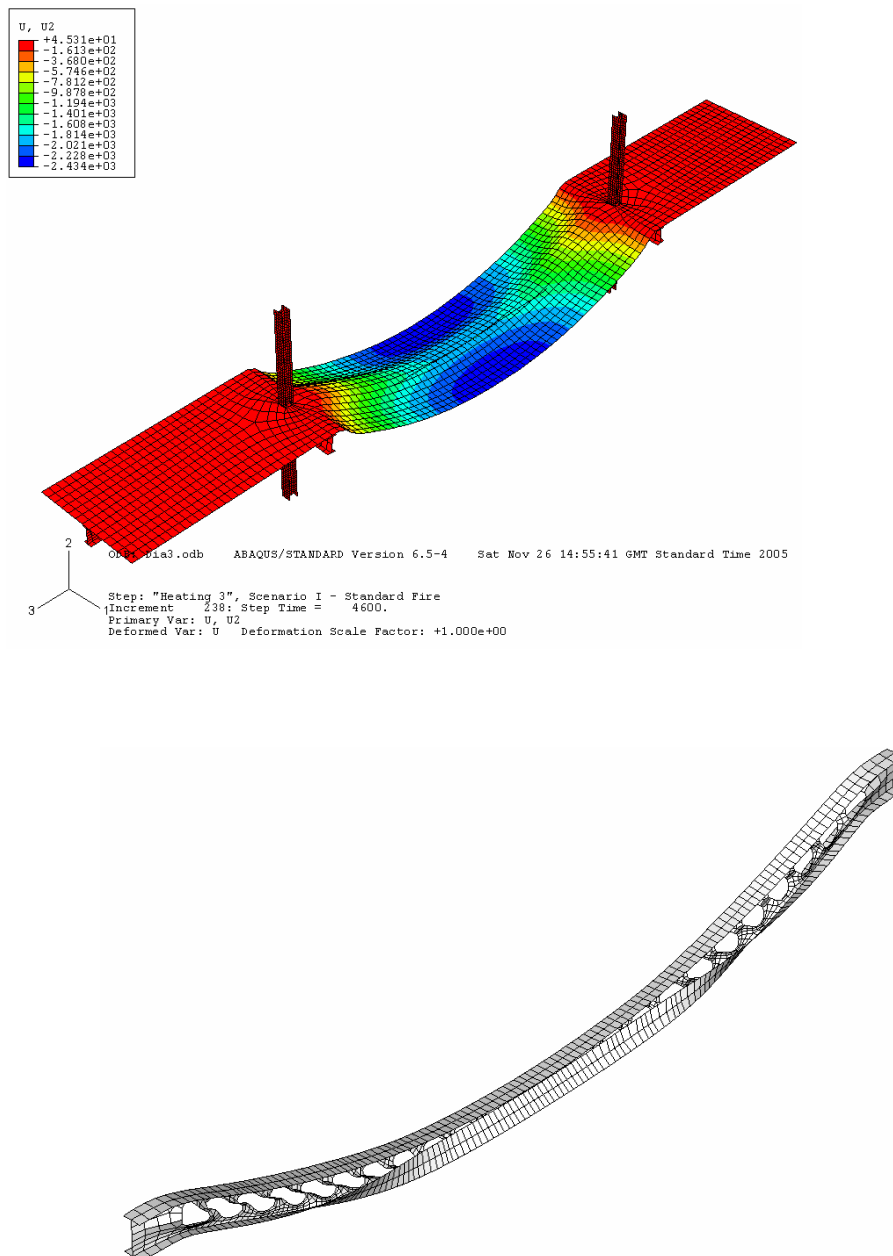 U, U2
+4.531e+01
-1.613e+02
-3.680e+02
-5.746e+02
-7.812e+02
-9.878e+02
-1.194e+03
-1.401e+03
-1.608e+03
-1.814e+03
-2.021e+03
-2.228e+03
-2.434e+03
2
3
1
Dia3.odb ABAQUS/STANDARD Version 6.5-4 Sat Nov 26 14:55:41 GMT Standard Time 2005
Step: "Heating 3", Scenario I - Standard Fire
Increment 238: Step Time = 4600.
Primary Var: U, U2
Deformed Var: U Deformation Scale Factor: +1.000e+00